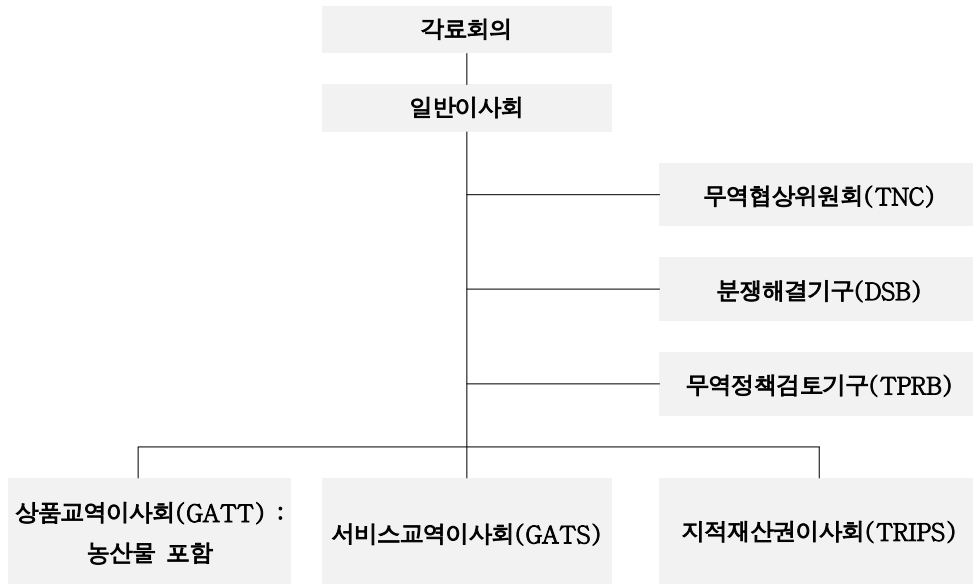 각료회의
일반이사회
무역협상위원회(TNC)
분쟁해결기구(DSB)
무역정책검토기구(TPRB)
상품교역이사회(GATT) :
농산물 포함
서비스교역이사회(GATS)
지적재산권이사회(TRIPS)